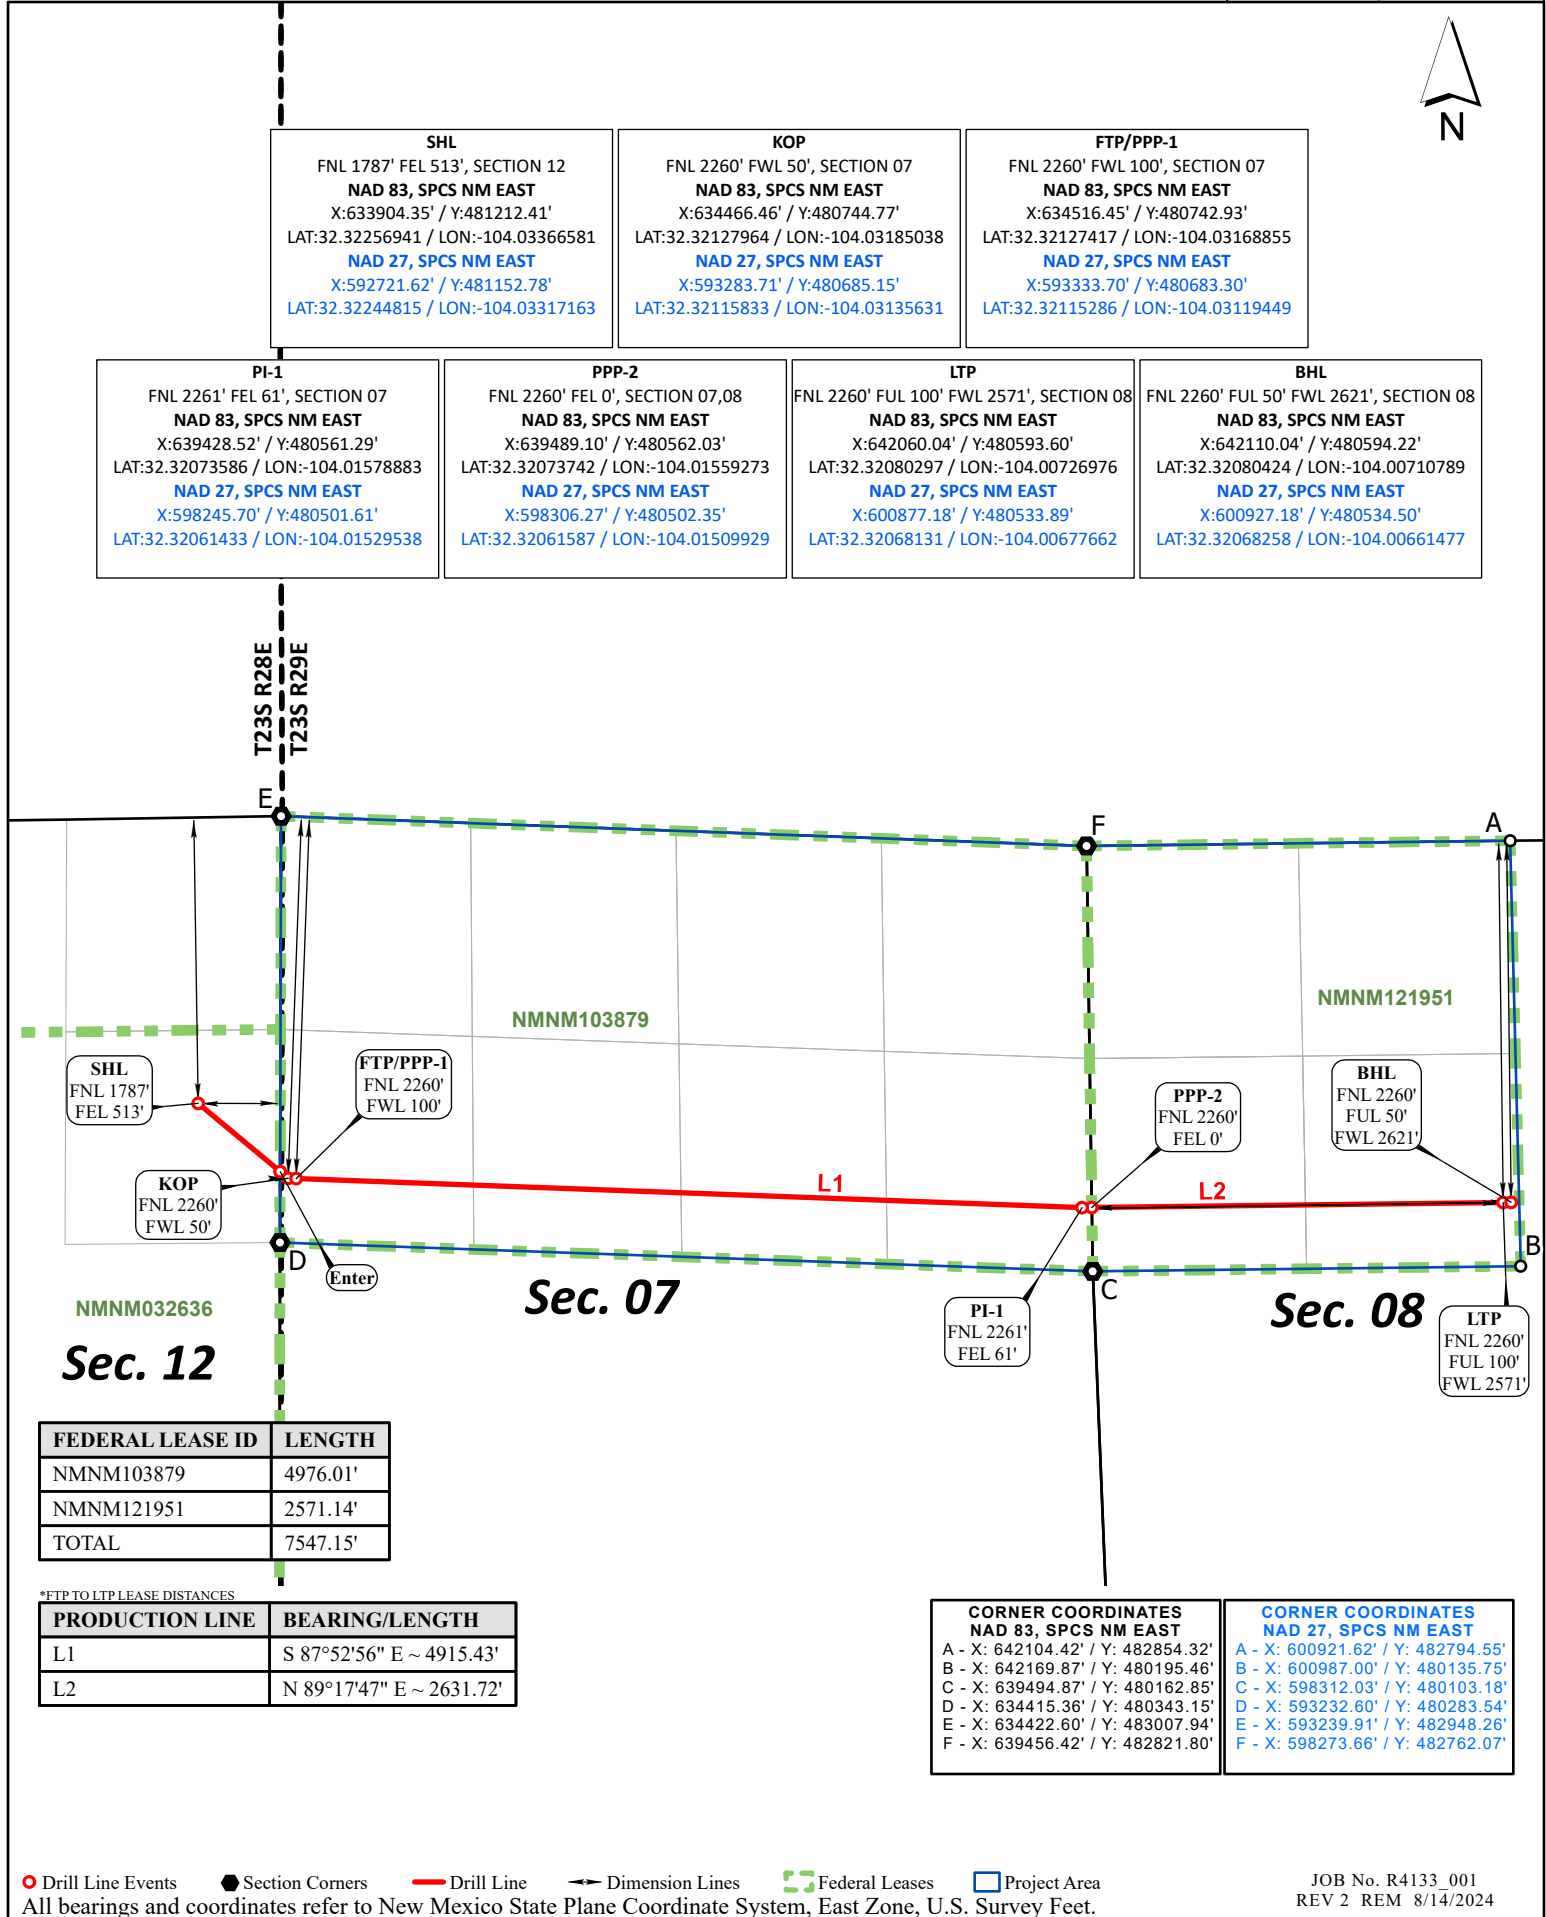 N
SHL
FNL 1787' FEL 513', SECTION 12
NAD 83, SPCS NM EAST
X:633904.35' / Y:481212.41'
LAT:32.32256941 / LON:-104.03366581
NAD 27, SPCS NM EAST
X:592721.62' / Y:481152.78'
LAT:32.32244815 / LON:-104.03317163
KOP
FNL 2260' FWL 50', SECTION 07
NAD 83, SPCS NM EAST
X:634466.46' / Y:480744.77'
LAT:32.32127964 / LON:-104.03185038
NAD 27, SPCS NM EAST
X:593283.71' / Y:480685.15'
LAT:32.32115833 / LON:-104.03135631
FTP/PPP-1
FNL 2260' FWL 100', SECTION 07
NAD 83, SPCS NM EAST
X:634516.45' / Y:480742.93'
LAT:32.32127417 / LON:-104.03168855
NAD 27, SPCS NM EAST
X:593333.70' / Y:480683.30'
LAT:32.32115286 / LON:-104.03119449
PI-1
FNL 2261' FEL 61', SECTION 07
NAD 83, SPCS NM EAST
X:639428.52' / Y:480561.29'
LAT:32.32073586 / LON:-104.01578883
NAD 27, SPCS NM EAST
X:598245.70' / Y:480501.61'
LAT:32.32061433 / LON:-104.01529538
PPP-2
FNL 2260' FEL 0', SECTION 07,08
NAD 83, SPCS NM EAST
X:639489.10' / Y:480562.03'
LAT:32.32073742 / LON:-104.01559273
NAD 27, SPCS NM EAST
X:598306.27' / Y:480502.35'
LAT:32.32061587 / LON:-104.01509929
LTP
FNL 2260' FUL 100' FWL 2571', SECTION 08
NAD 83, SPCS NM EAST
X:642060.04' / Y:480593.60'
LAT:32.32080297 / LON:-104.00726976
NAD 27, SPCS NM EAST
X:600877.18' / Y:480533.89'
LAT:32.32068131 / LON:-104.00677662
BHL
FNL 2260' FUL 50' FWL 2621', SECTION 08
NAD 83, SPCS NM EAST
X:642110.04' / Y:480594.22'
LAT:32.32080424 / LON:-104.00710789
NAD 27, SPCS NM EAST
X:600927.18' / Y:480534.50'
LAT:32.32068258 / LON:-104.00661477
T23S R28E
T23S R29E
E
F
A
NMNM103879
NMNM121951
SHL
FNL 1787'
FEL 513'
FTP/PPP-1
FNL 2260'
FWL 100'
PPP-2
FNL 2260'
FEL 0'
BHL
FNL 2260'
FUL 50'
FWL 2621'
KOP
FNL 2260'
FWL 50'
L1
L2
D
Enter
B
C
Sec. 07
Sec. 08
PI-1
FNL 2261'
FEL 61'
LTP
FNL 2260'
FUL 100'
FWL 2571'
NMNM032636
Sec. 12
FEDERAL LEASE ID LENGTH
NMNM103879 4976.01'
NMNM121951 2571.14'
TOTAL 7547.15'
*FTP TO LTP LEASE DISTANCES
PRODUCTION LINE BEARING/LENGTH
L1 S 87°52'56" E ~ 4915.43'
L2 N 89°17'47" E ~ 2631.72'
CORNER COORDINATES
NAD 83, SPCS NM EAST
A - X: 642104.42' / Y: 482854.32'
B - X: 642169.87' / Y: 480195.46'
C - X: 639494.87' / Y: 480162.85'
D - X: 634415.36' / Y: 480343.15'
E - X: 634422.60' / Y: 483007.94'
F - X: 639456.42' / Y: 482821.80'
CORNER COORDINATES
NAD 27, SPCS NM EAST
A - X: 600921.62' / Y: 482794.55'
B - X: 600987.00' / Y: 480135.75'
C - X: 598312.03' / Y: 480103.18'
D - X: 593232.60' / Y: 480283.54'
E - X: 593239.91' / Y: 482948.26'
F - X: 598273.66' / Y: 482762.07'
Drill Line Events Section Corners Drill Line Dimension Lines Federal Leases Project Area
All bearings and coordinates refer to New Mexico State Plane Coordinate System, East Zone, U.S. Survey Feet.
JOB No. R4133_001
REV 2 REM 8/14/2024